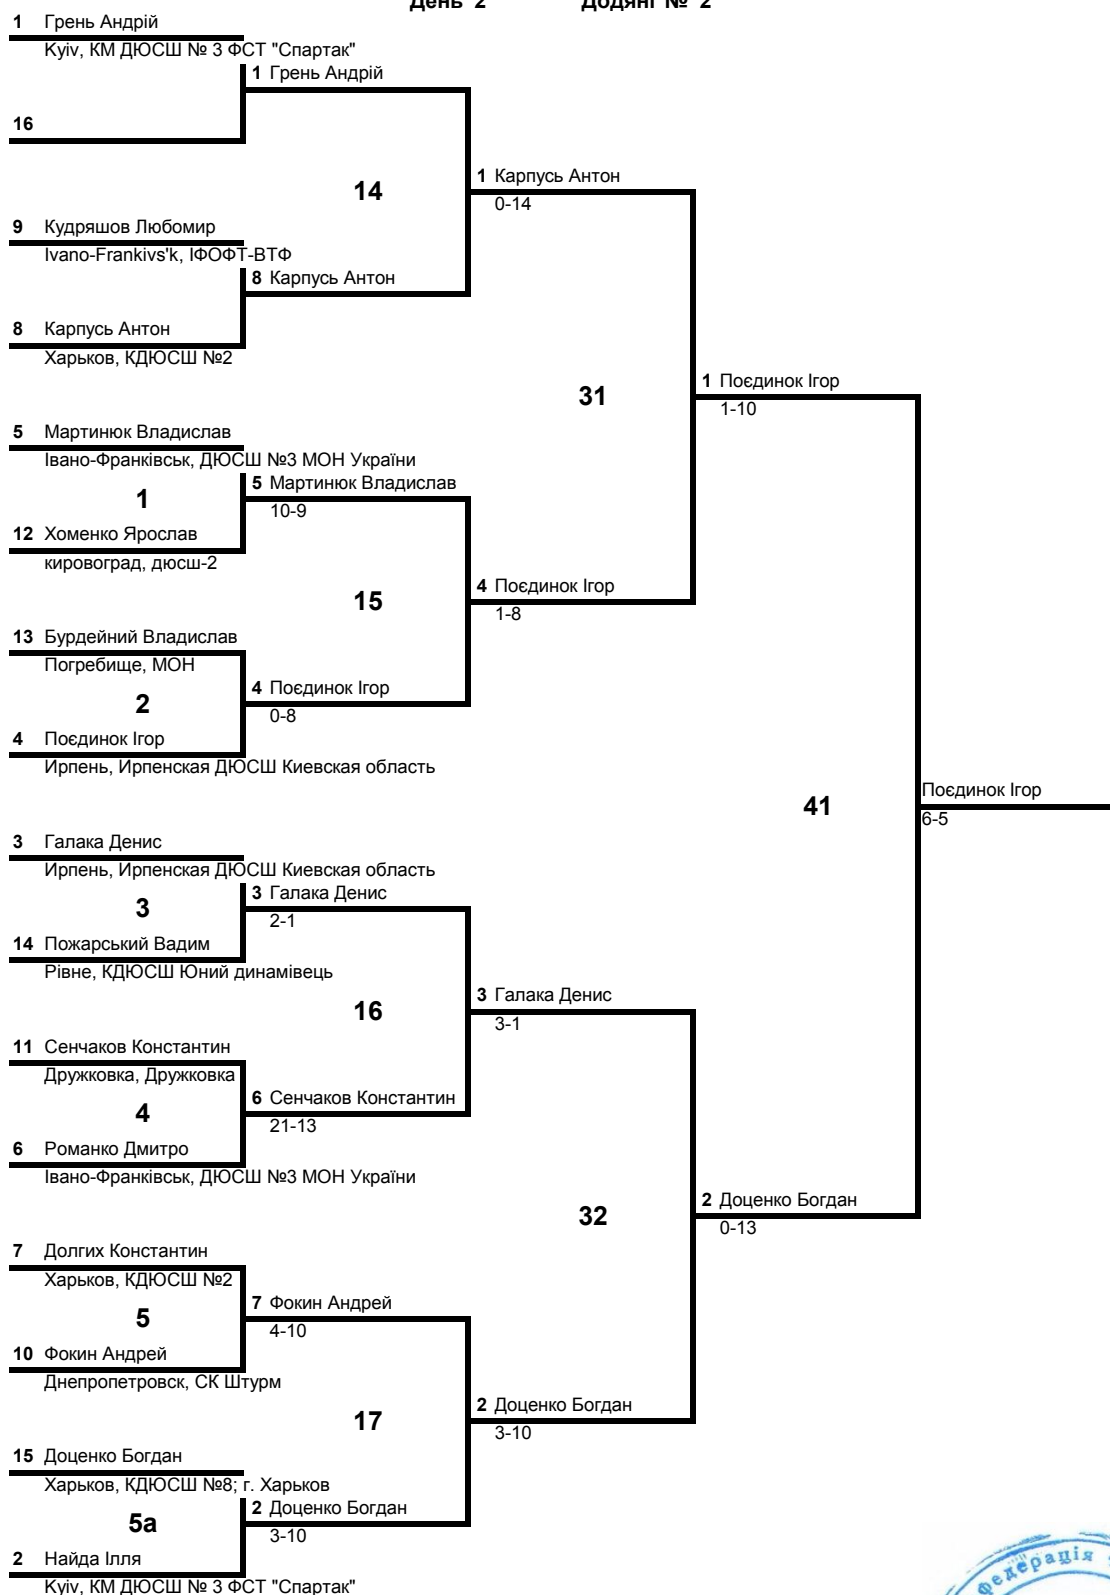 День 2 Додянг № 2
1 Грень Андрій
Kyiv, КМ ДЮСШ № 3 ФСТ "Спартак"
1 Грень Андрій
16
14
1 Карпусь Антон
0-14
9 Кудряшов Любомир
Ivano-Frankivs'k, ІФОФТ-ВТФ
8 Карпусь Антон
8 Карпусь Антон
Харьков, КДЮСШ №2
31
1 Поєдинок Ігор
1-10
5 Мартинюк Владислав
Івано-Франківськ, ДЮСШ №3 МОН України
1
5 Мартинюк Владислав
10-9
12 Хоменко Ярослав
кировоград, дюсш-2
15
4 Поєдинок Ігор
1-8
13 Бурдейний Владислав
Погребище, МОН
2
4 Поєдинок Ігор
0-8
4 Поєдинок Ігор
Ирпень, Ирпенская ДЮСШ Киевская область
41
Поєдинок Ігор
6-5
3 Галака Денис
Ирпень, Ирпенская ДЮСШ Киевская область
3
3 Галака Денис
2-1
14 Пожарський Вадим
Рівне, КДЮСШ Юний динамівець
16
3 Галака Денис
3-1
11 Сенчаков Константин
Дружковка, Дружковка
4
6 Сенчаков Константин
21-13
6 Романко Дмитро
Івано-Франківськ, ДЮСШ №3 МОН України
32
2 Доценко Богдан
0-13
7 Долгих Константин
Харьков, КДЮСШ №2
5
7 Фокин Андрей
4-10
10 Фокин Андрей
Днепропетровск, СК Штурм
17
2 Доценко Богдан
3-10
15 Доценко Богдан
Харьков, КДЮСШ №8; г. Харьков
5а
2 Доценко Богдан
3-10
2 Найда Ілля
Kyiv, КМ ДЮСШ № 3 ФСТ "Спартак"
Федерація